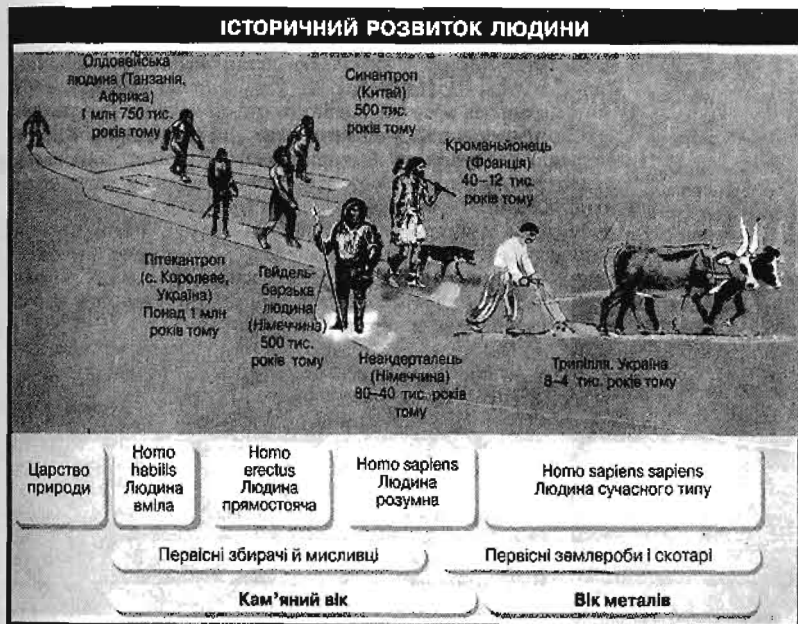 ІСТОРИЧНИЙ РОЗВИТОК ЛЮДИНИ
Олдовейська
людина (Танзанія,
Африка)
1 млн 750 тис.
років тому
Синантроп
(Китай)
500 тис.
років тому
Кроманьйонець
(Франція)
40–12 тис.
років тому
Пітекантроп
(с. Королеве,
Україна)
Понад 1 млн
років тому
Гейдель-
берзька
людина
(Німеччина)
500 тис.
років тому
Неандерталець
(Німеччина)
80–40 тис. років
тому
Трипілля. Україна
8–4 тис. років тому
Царство
природи
Homo
habilis
Людина
вміла
Homo
erectus
Людина
прямостояча
Homo sapiens
Людина
розумна
Homo sapiens sapiens
Людина сучасного типу
Первісні збирачі й мисливці
Первісні землероби і скотарі
Кам’яний вік
Вік металів